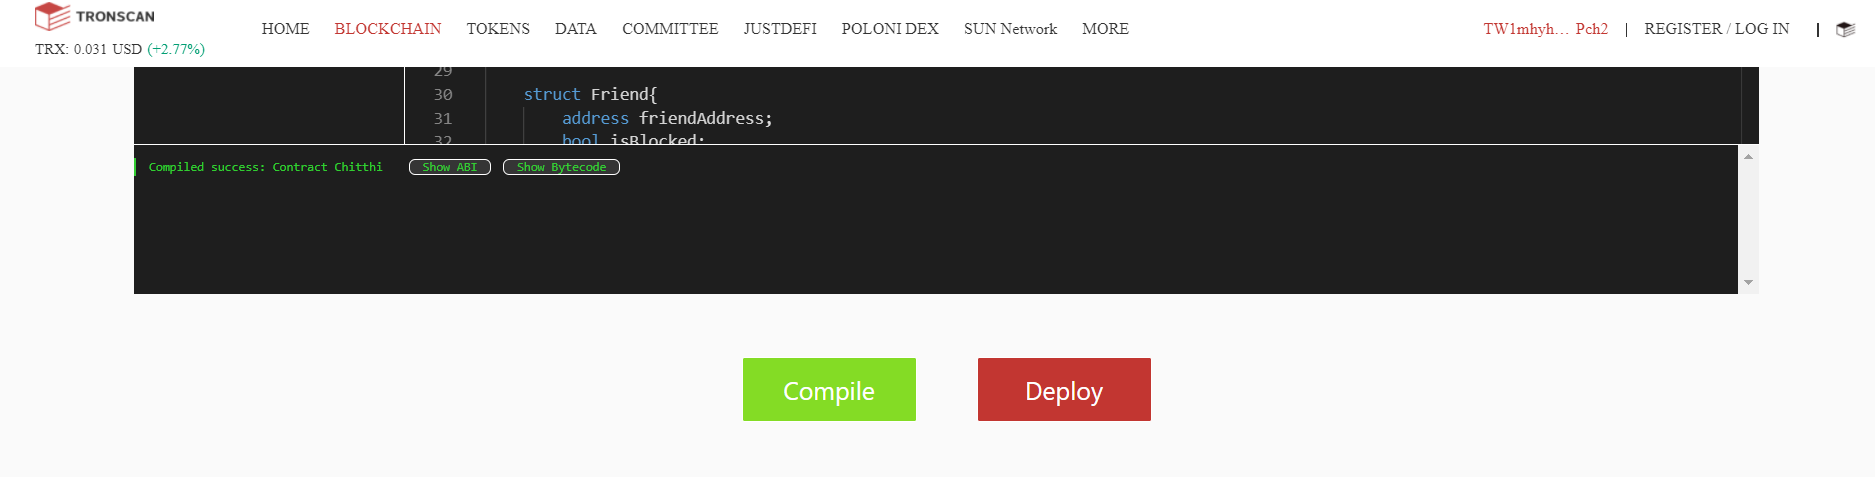 TRONSCAN
TRX: 0.031 USD (+2.77%)
HOME BLOCKCHAIN TOKENS DATA COMMITTEE JUSTDEFI POLONI DEX SUN Network MORE
TW1mhyh... Pch2 | REGISTER / LOG IN |
29
30 struct Friend{
31 address friendAddress;
32 bool isBlocked;
Compiled success: Contract Chitthi Show ABI Show Bytecode
Compile Deploy